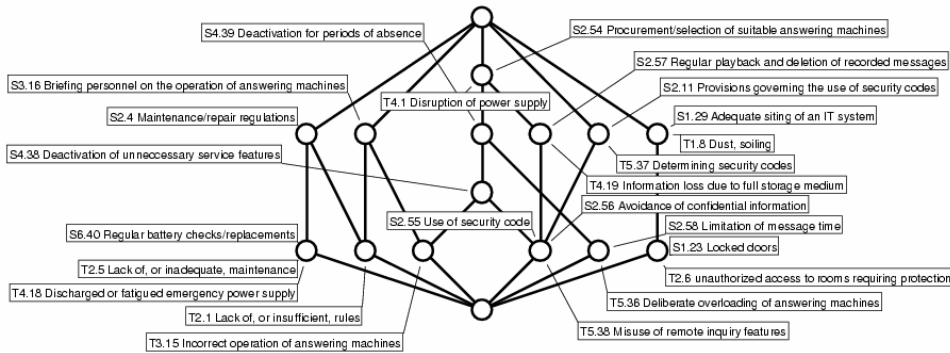 S4.39 Deactivation for periods of absence
S2.54 Procurement/selection of suitable answering machines
S2.57 Regular playback and deletion of recorded messages
S3.16 Briefing personnel on the operation of answering machines
S2.11 Provisions governing the use of security codes
T4.1 Disruption of power supply
S2.4 Maintenance/repair regulations
S1.29 Adequate siting of an IT system
T1.8 Dust, soiling
S4.38 Deactivation of unneccessary service features
T5.37 Determining security codes
T4.19 Information loss due to full storage medium
S2.56 Avoidance of confidential information
S2.55 Use of security code
S2.58 Limitation of message time
S6.40 Regular battery checks/replacements
S1.23 Locked doors
T2.5 Lack of, or inadequate, maintenance
T2.6 unauthorized access to rooms requiring protection
T4.18 Discharged or fatigued emergency power supply
T5.36 Deliberate overloading of answering machines
T2.1 Lack of, or insufficient, rules
T5.38 Misuse of remote inquiry features
T3.15 Incorrect operation of answering machines